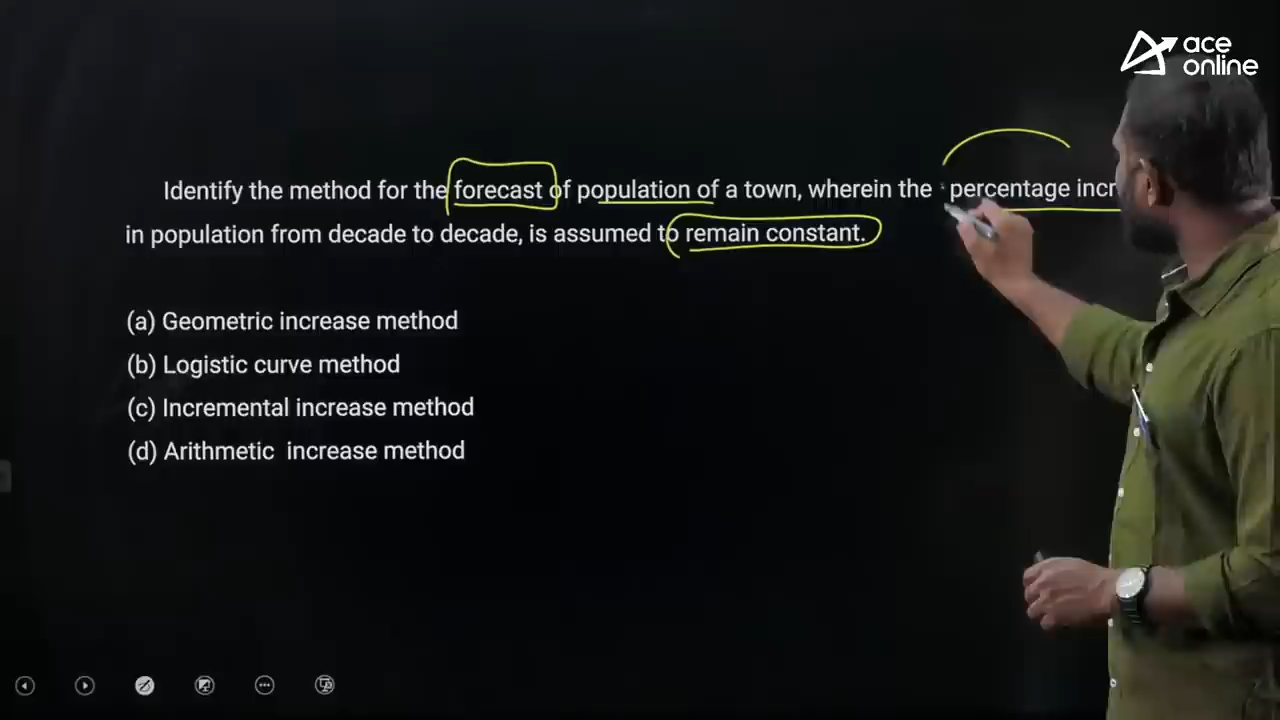 ace
online
Identify the method for the forecast of population of a town, wherein the percentage
in population from decade to decade, is assumed to remain constant.
(a) Geometric increase method
(b) Logistic curve method
(c) Incremental increase method
(d) Arithmetic increase method